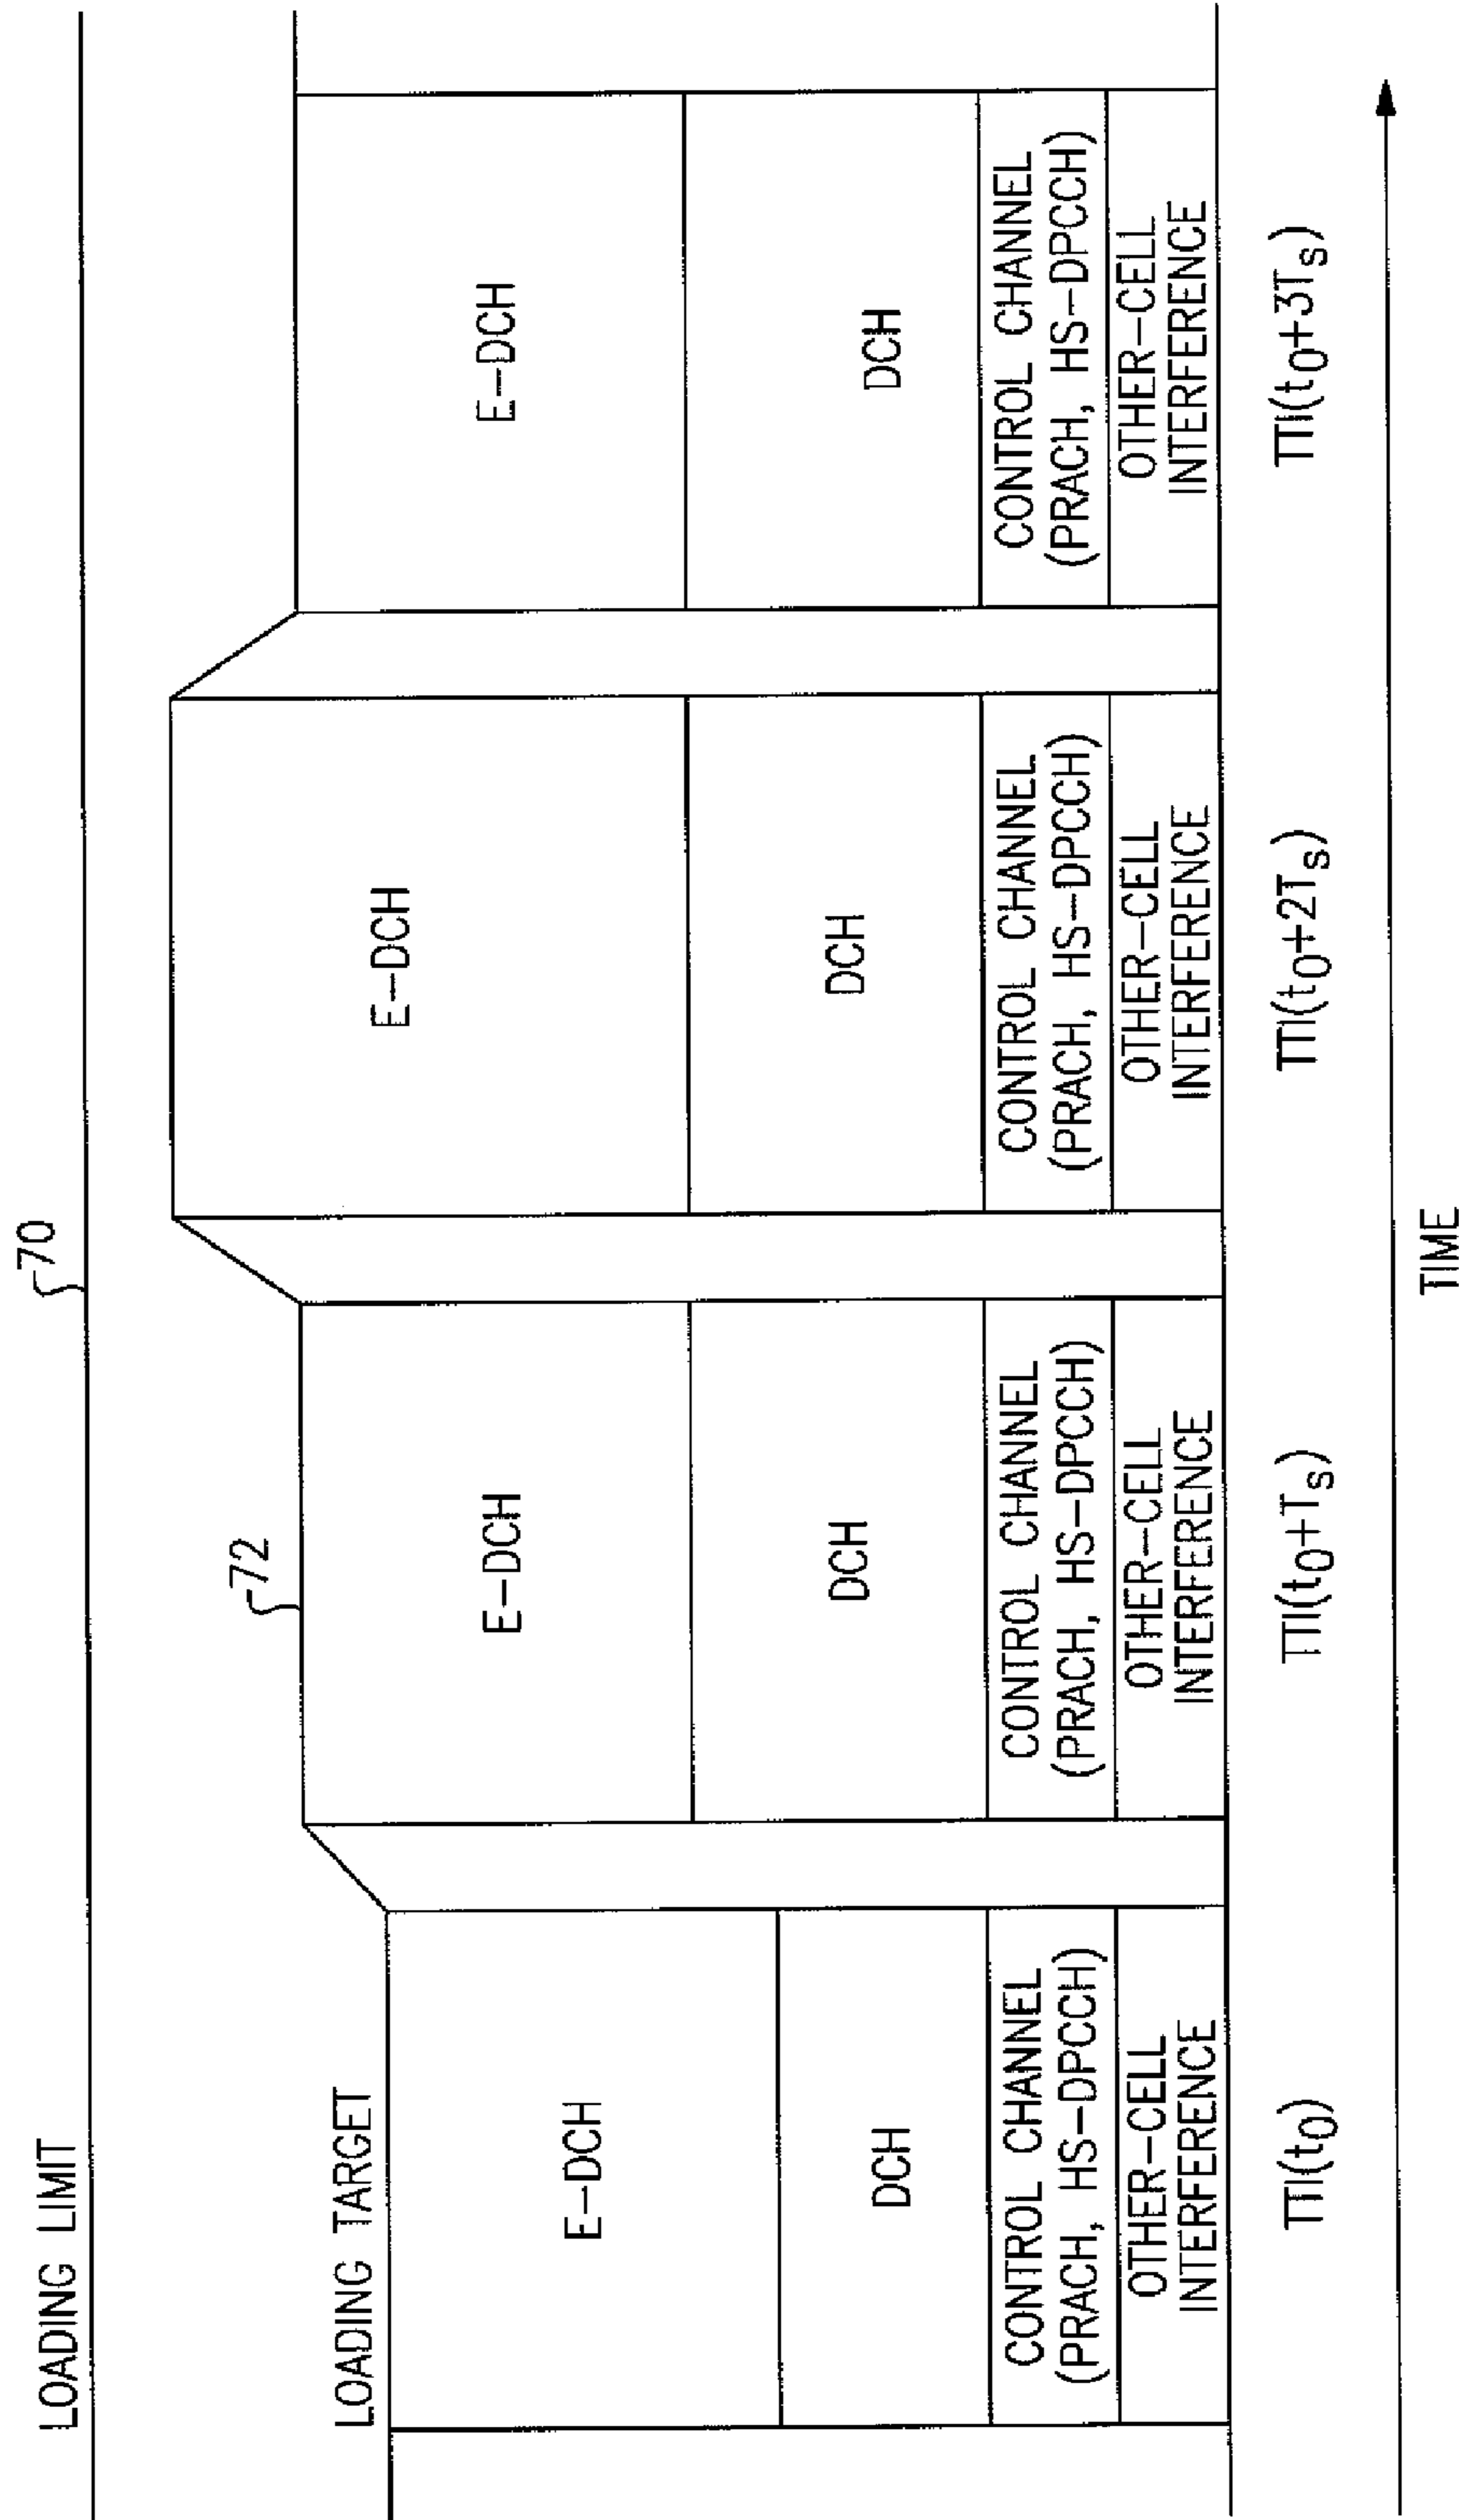 70
LOADING LIMIT
72
LOADING TARGET
E-DCH
DCH
CONTROL CHANNEL
(PRACH, HS-DPCCH)
OTHER-CELL
INTERFERENCE
TTI(t0)
E-DCH
DCH
CONTROL CHANNEL
(PRACH, HS-DPCCH)
OTHER-CELL
INTERFERENCE
TTI(t0+Ts)
E-DCH
DCH
CONTROL CHANNEL
(PRACH, HS-DPCCH)
OTHER-CELL
INTERFERENCE
TTI(t0+2Ts)
E-DCH
DCH
CONTROL CHANNEL
(PRACH, HS-DPCCH)
OTHER-CELL
INTERFERENCE
TTI(t0+3Ts)
TIME